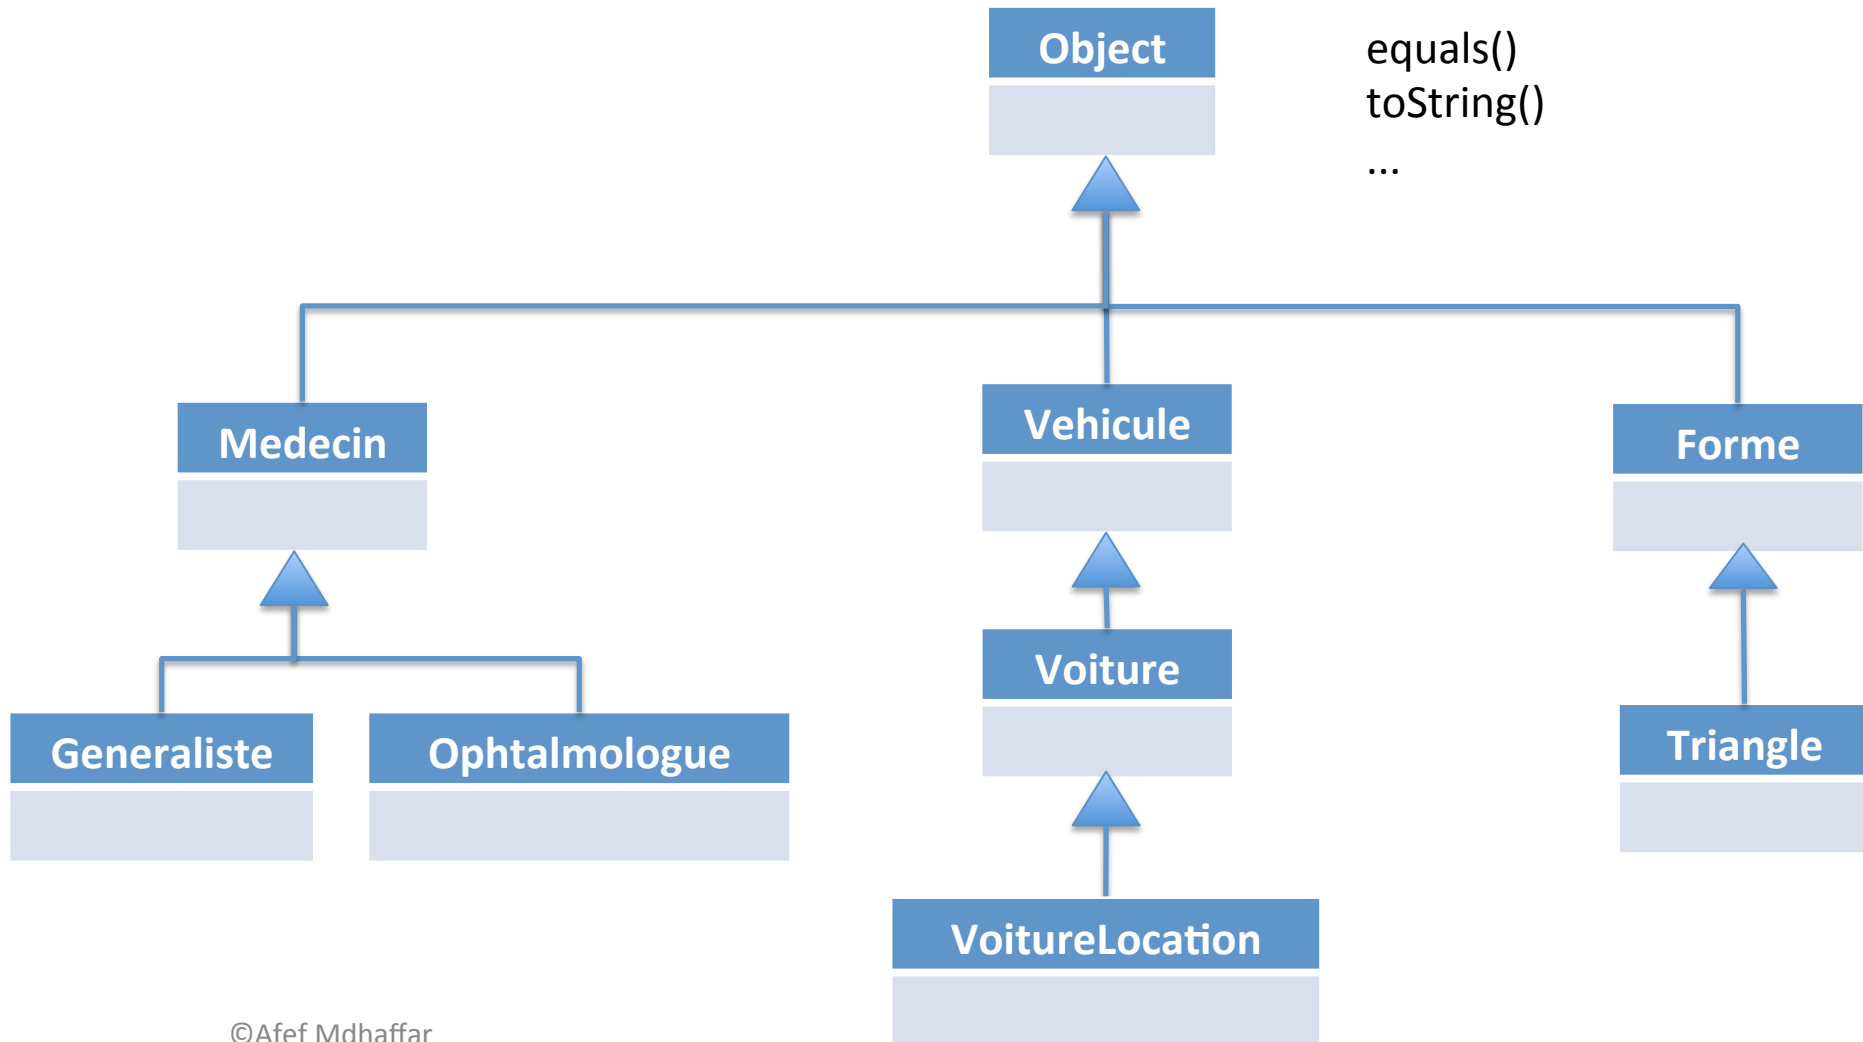 Object
equals()
toString()
...
Medecin
Vehicule
Forme
Voiture
Generaliste
Ophtalmologue
Triangle
VoitureLocation
©Afef Mdhaffar